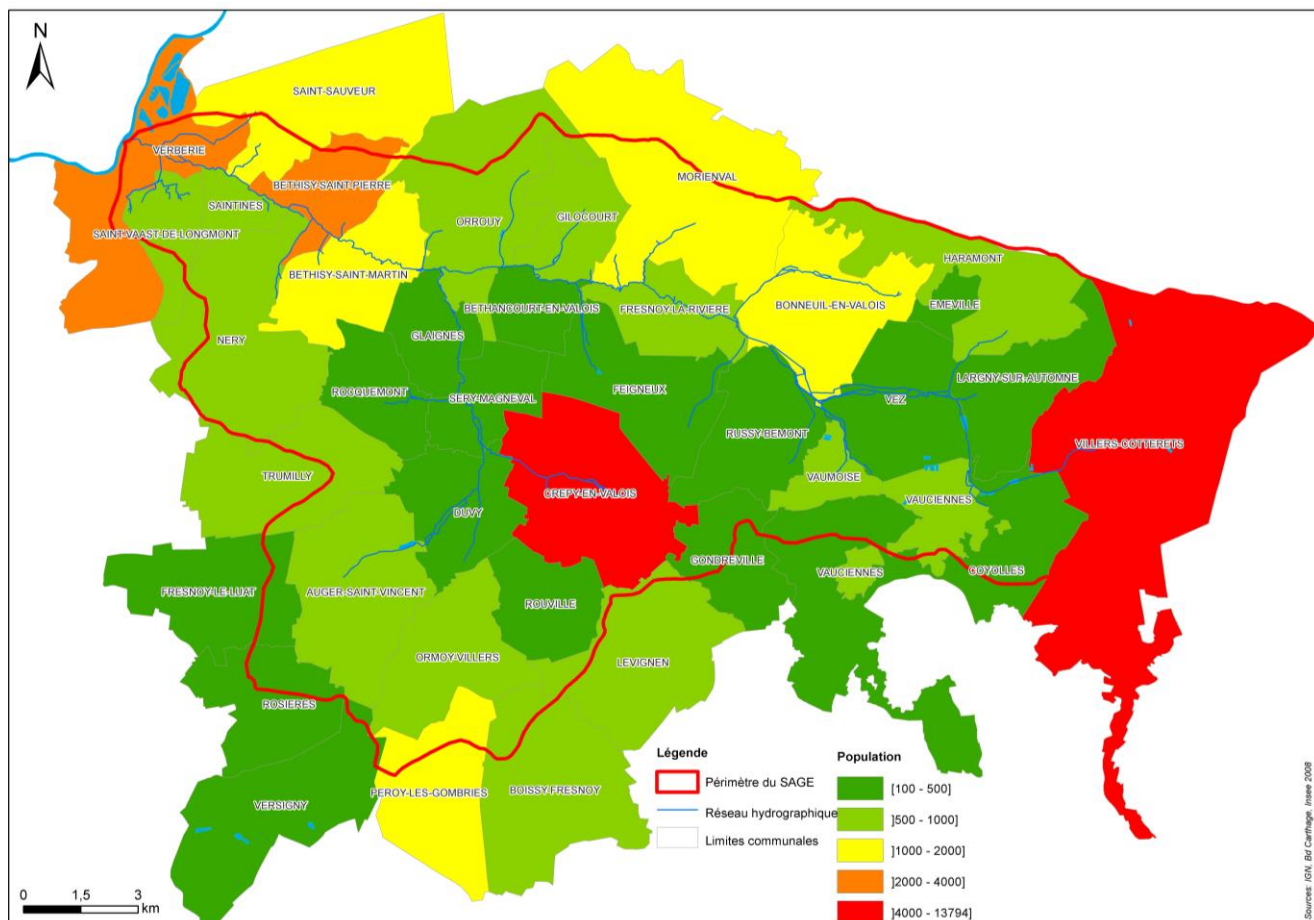 N
SAINT-SAUVEUR
VERBERIE
BETHISY-SAINT-PIERRE
MORIENVAL
SAINTINES
ORROUY
GILOCOURT
SAINT-VAAST-DE-LONGMONT
BETHISY-SAINT-MARTIN
HARAMONT
BETHANCOURT-EN-VALOIS
FRESNOY-LA-RIVIERE
BONNEUIL-EN-VALOIS
EMEVILLE
NERY
GLAIGNES
ROCQUEMONT
SERY-MAGNEVAL
FEIGNEUX
LARGNY-SUR-AUTOMNE
VEZ
RUSSY-BEMONT
VILLERS-COTTERETS
TRUMILLY
VAUMOISE
CREPY-EN-VALOIS
VAUCIENNES
DUVY
GONDREVILLE
VAUCIENNES
COYOLLES
FRESNOY-LE-LUAT
AUGER-SAINT-VINCENT
ROUVILLE
ORMOY-VILLERS
LEVIGNEN
ROSIERES
VERSIGNY
PEROY-LES-GOMBRIES
BOISSY-FRESNOY
Légende
Périmètre du SAGE
Réseau hydrographique
Limites communales
Population
[100 - 500]
]500 - 1000]
]1000 - 2000]
]2000 - 4000]
]4000 - 13794]
0 1,5 3
km
Sources: IGN, Bd Carthage, Insee 2008